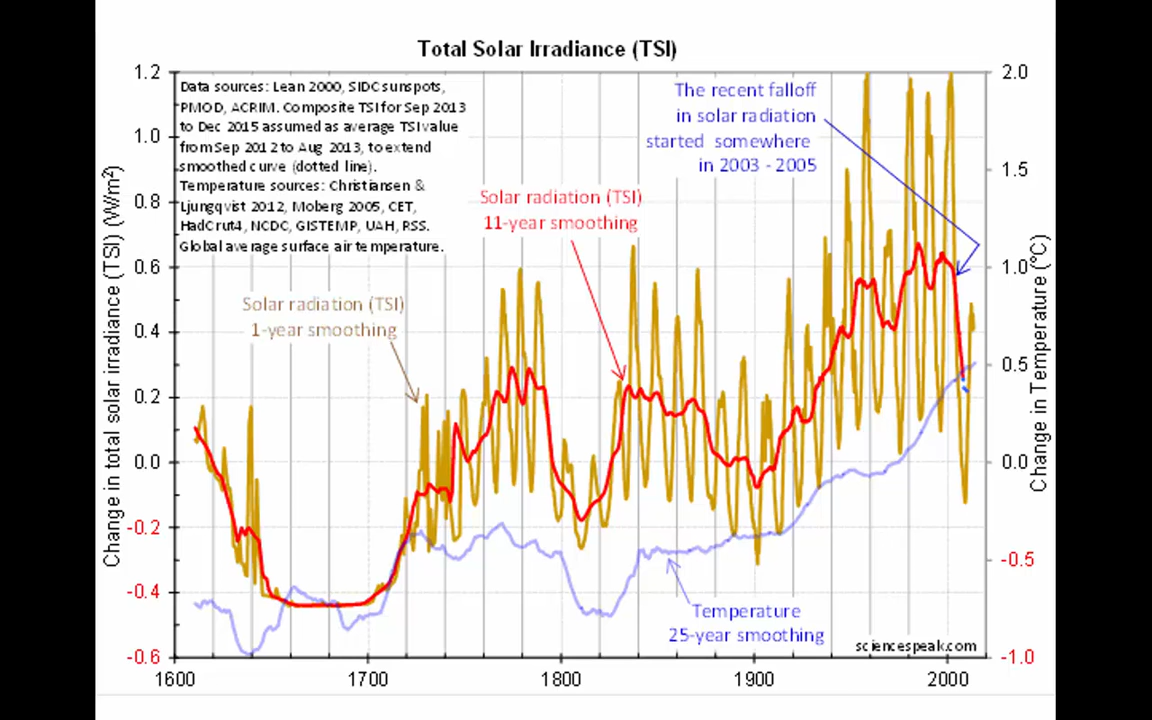 Total Solar Irradiance (TSI)
Data sources: Lean 2000, SIDC sunspots,
PMOD, ACRIM. Composite TSI for Sep 2013
to Dec 2015 assumed as average TSI value
from Sep 2012 to Aug 2013, to extend
smoothed curve (dotted line).
Temperature sources: Christiansen &
Ljungqvist 2012, Moberg 2005, CET,
HadCrut4, NCDC, GISTEMP, UAH, RSS.
Global average surface air temperature.
The recent falloff
in solar radiation
started somewhere
in 2003 - 2005
Solar radiation (TSI)
11-year smoothing
Solar radiation (TSI)
1-year smoothing
Temperature
25-year smoothing
sciencespeak.com
Change in total solar irradiance (TSI) (W/m²)
1.2
1.0
0.8
0.6
0.4
0.2
0.0
-0.2
-0.4
-0.6
Change in Temperature (°C)
2.0
1.5
1.0
0.5
0.0
-0.5
-1.0
1600 1700 1800 1900 2000